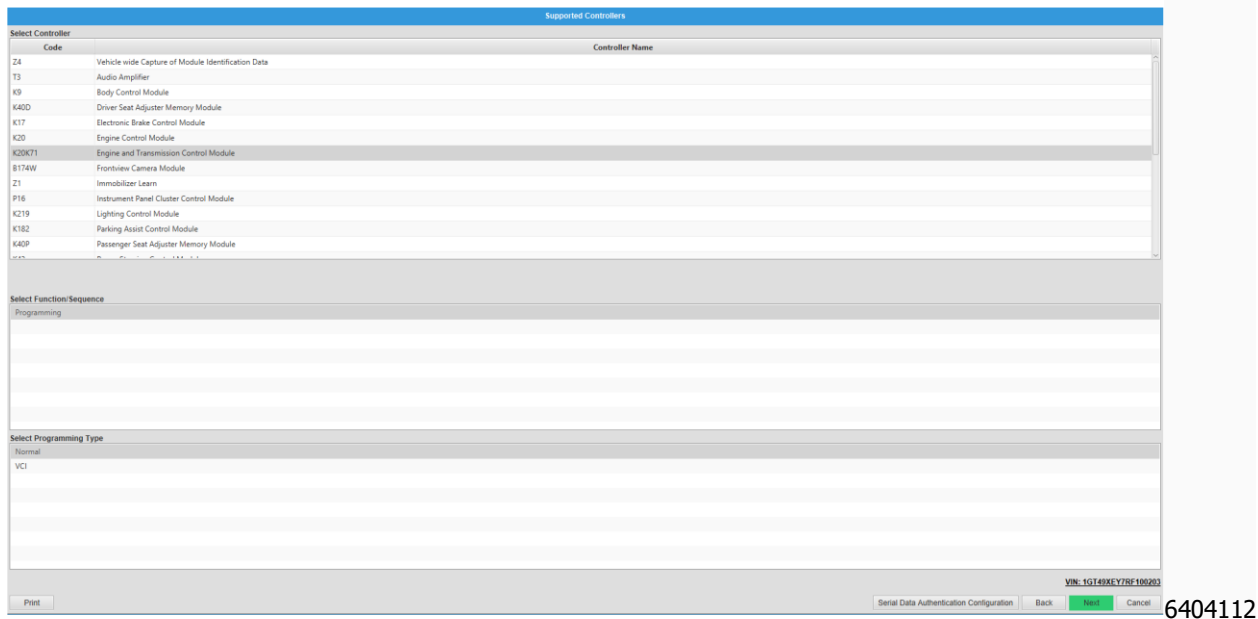 Supported Controllers
Select Controller
Code Controller Name
Z4 Vehicle wide Capture of Module Identification Data
T3 Audio Amplifier
K9 Body Control Module
K40D Driver Seat Adjuster Memory Module
K17 Electronic Brake Control Module
K20 Engine Control Module
K20K71 Engine and Transmission Control Module
B174W Frontview Camera Module
Z1 Immobilizer Learn
P16 Instrument Panel Cluster Control Module
K219 Lighting Control Module
K182 Parking Assist Control Module
K40P Passenger Seat Adjuster Memory Module
Select Function/Sequence
Programming
Select Programming Type
Normal
VCI
VIN: 1GT49XEY7RF100203
Print Serial Data Authentication Configuration Back Next Cancel
6404112